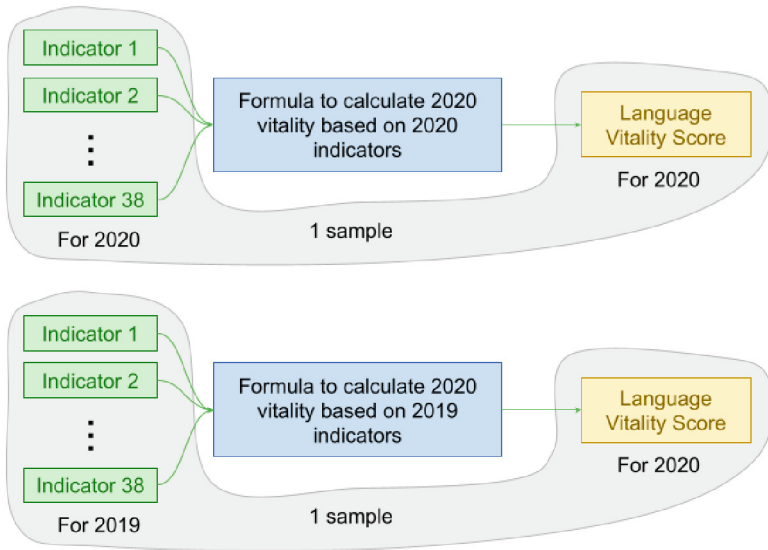 Indicator 1
Indicator 2
Indicator 38
For 2020
Formula to calculate 2020
vitality based on 2020
indicators
Language
Vitality Score
For 2020
1 sample
Indicator 1
Indicator 2
Indicator 38
For 2019
Formula to calculate 2020
vitality based on 2019
indicators
Language
Vitality Score
For 2020
1 sample